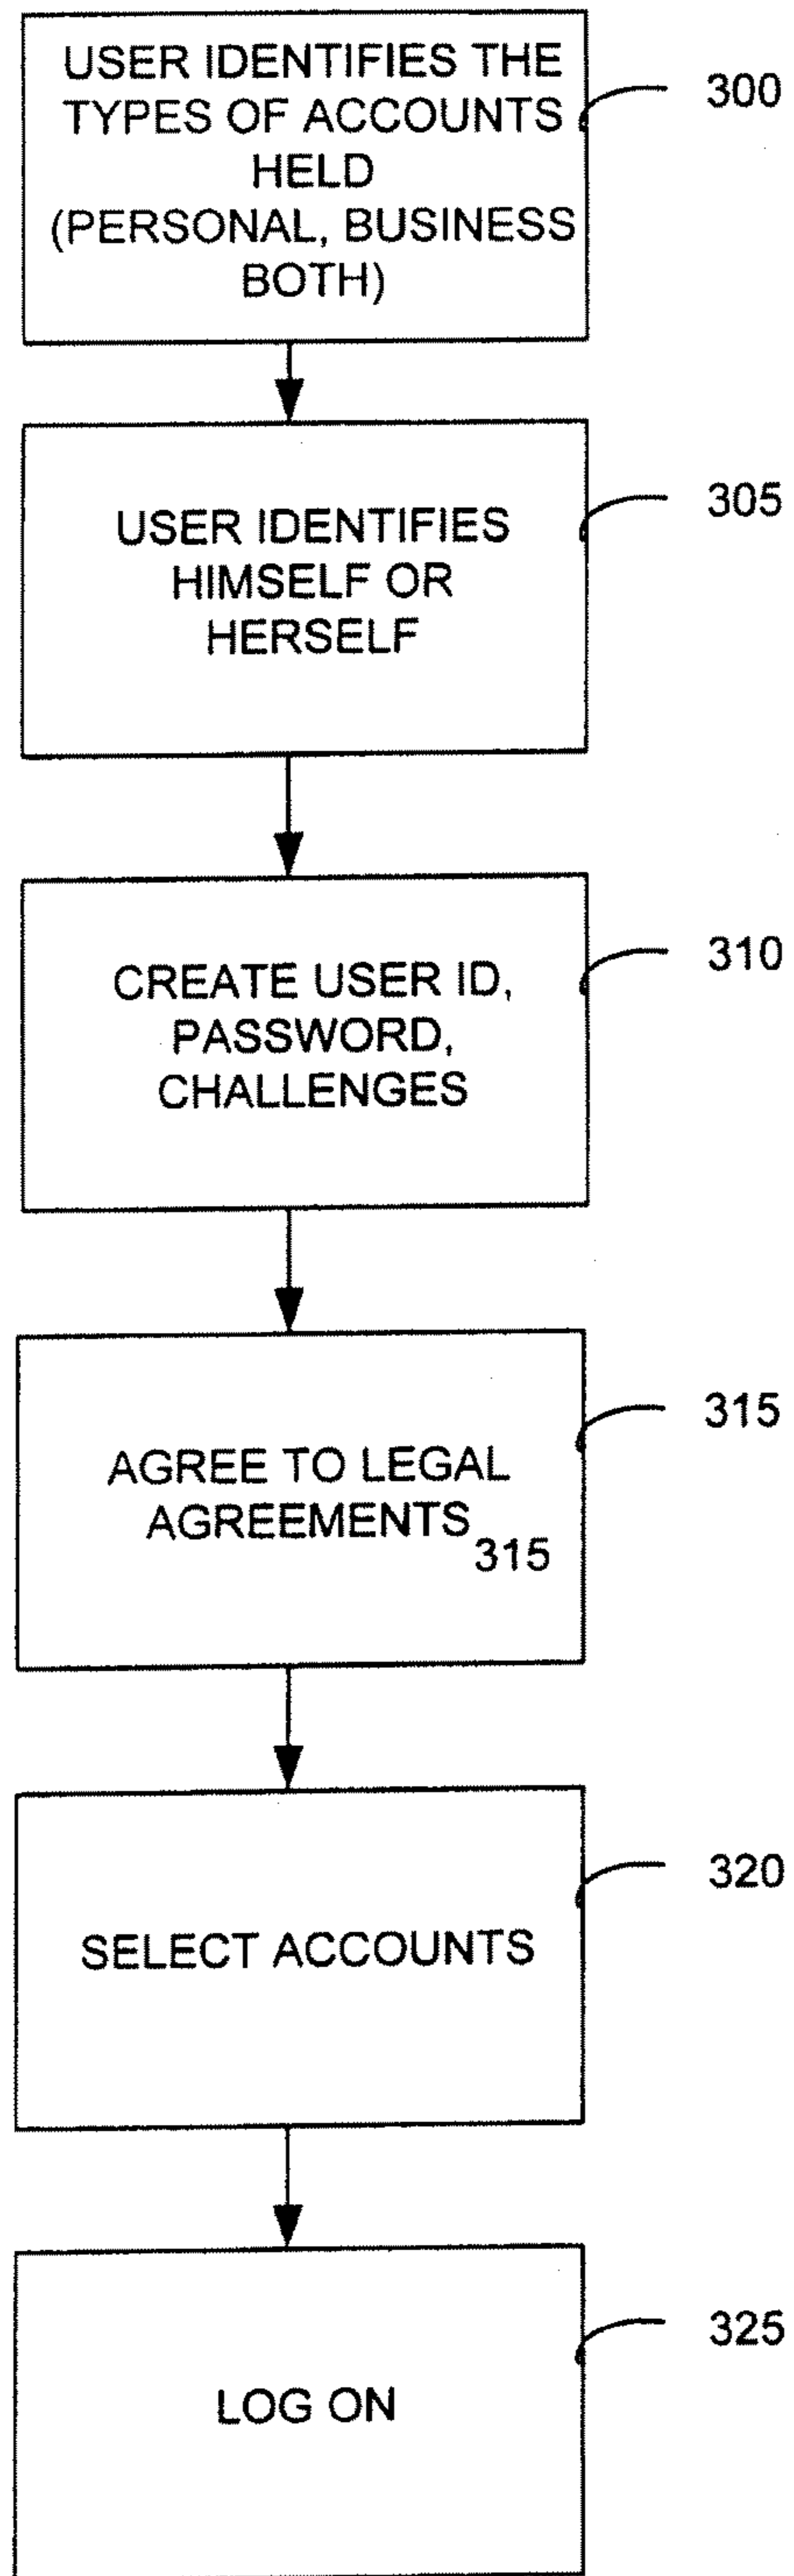 USER IDENTIFIES THE
TYPES OF ACCOUNTS
HELD
(PERSONAL, BUSINESS
BOTH)
300
USER IDENTIFIES
HIMSELF OR
HERSELF
305
CREATE USER ID,
PASSWORD,
CHALLENGES
310
AGREE TO LEGAL
AGREEMENTS
315
315
SELECT ACCOUNTS
320
LOG ON
325